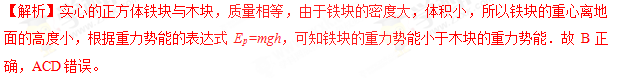 【解析】实心的正方体铁块与木块，质量相等，由于铁块的密度大，体积小，所以铁块的重心离地
面的高度小，根据重力势能的表达式 EP=mgh，可知铁块的重力势能小于木块的重力势能．故 B 正
确，ACD错误。